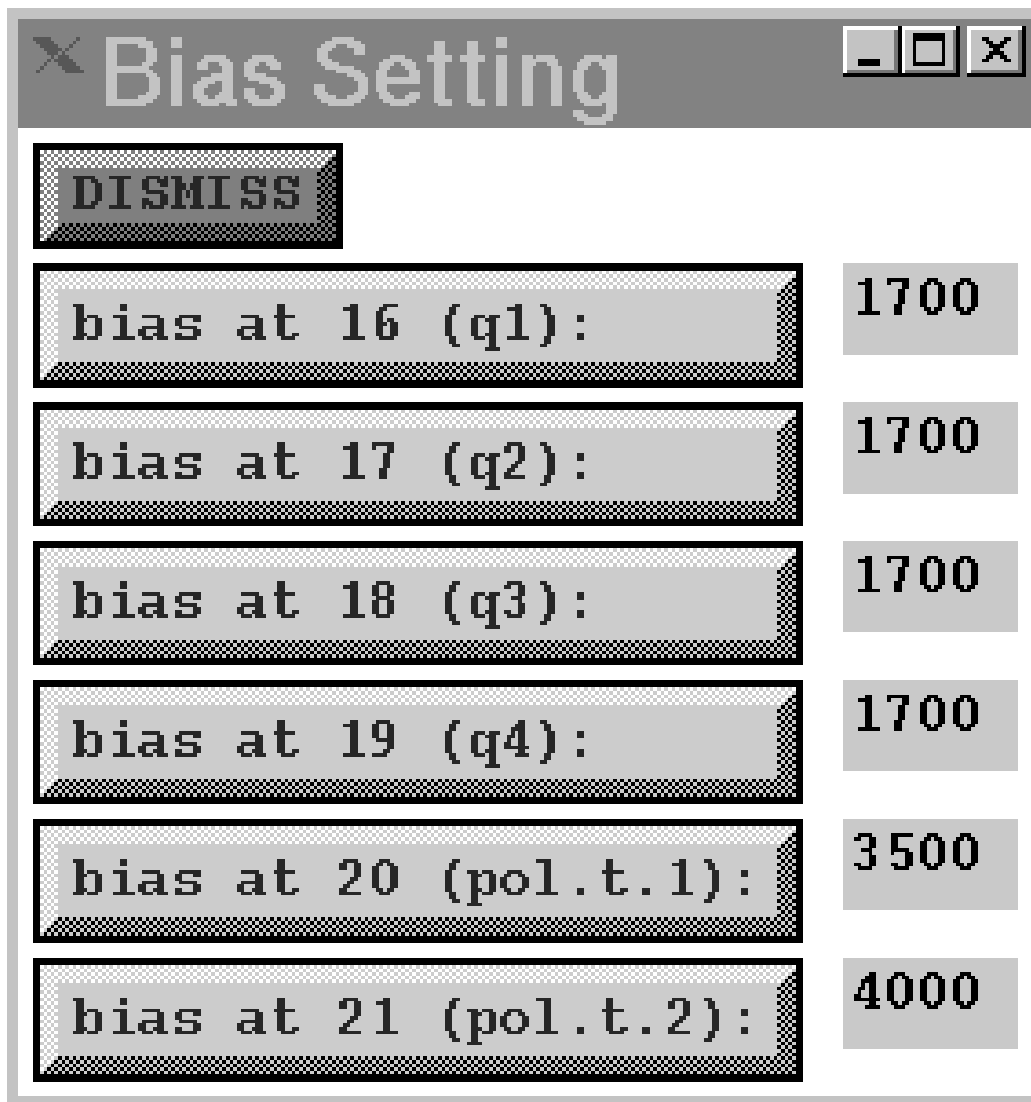 Bias Setting
DISMISS
bias at 16 (q1): 1700
bias at 17 (q2): 1700
bias at 18 (q3): 1700
bias at 19 (q4): 1700
bias at 20 (pol.t.1): 3500
bias at 21 (pol.t.2): 4000